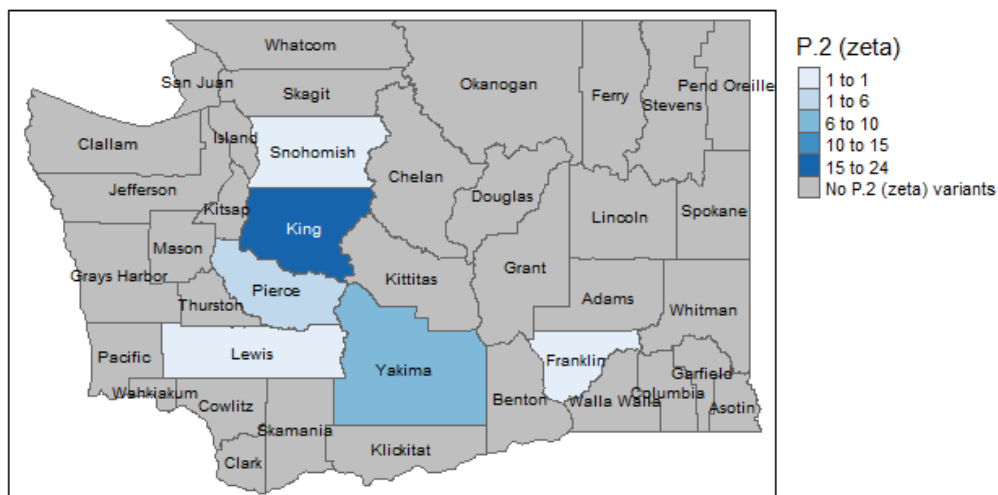 P.2 (zeta)
1 to 1
1 to 6
6 to 10
10 to 15
15 to 24
No P.2 (zeta) variants
Whatcom
San Juan
Skagit
Okanogan
Ferry
Stevens
Pend Oreille
Clallam
Island
Snohomish
Chelan
Jefferson
Kitsap
King
Douglas
Lincoln
Spokane
Mason
Grays Harbor
Kittitas
Grant
Thurston
Pierce
Adams
Whitman
Pacific
Lewis
Yakima
Franklin
Garfield
Wahkiakum
Cowlitz
Benton
Walla Walla
Columbia
Asotin
Skamania
Klickitat
Clark